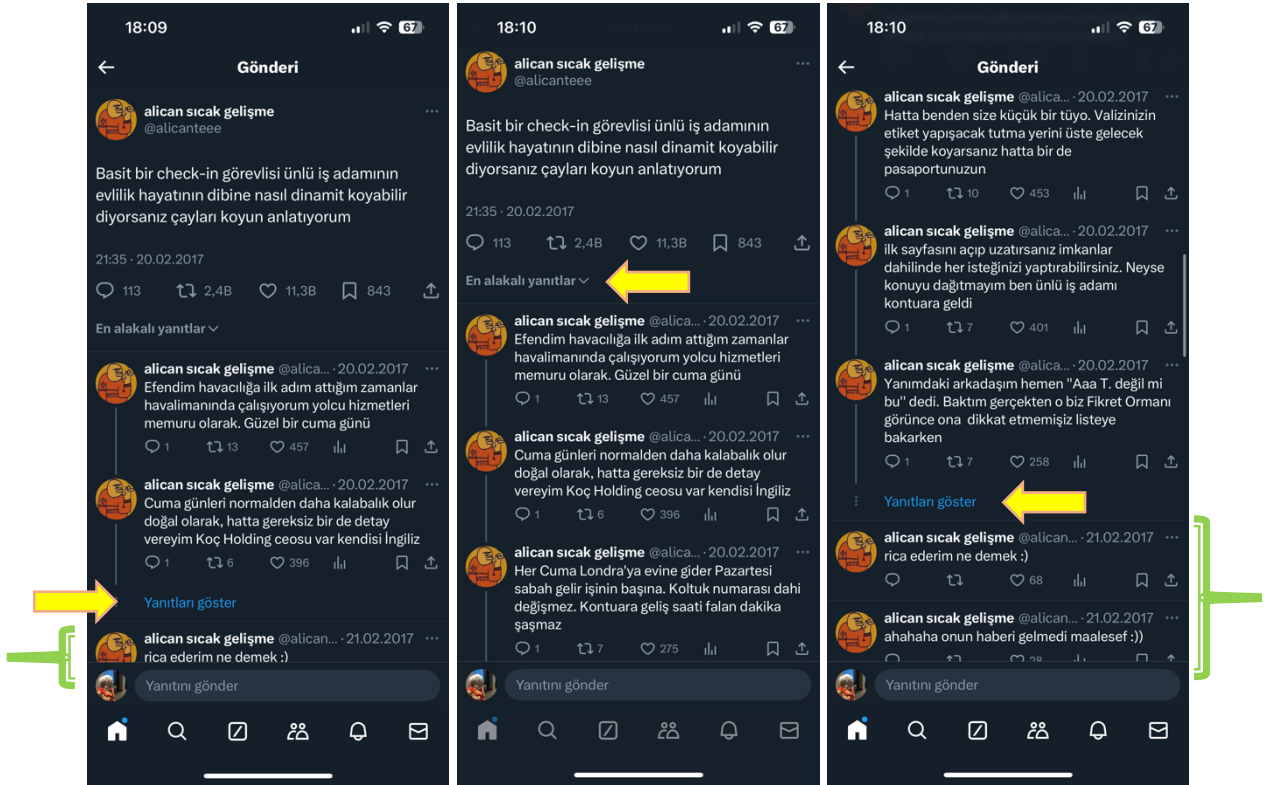 18:09
67
Gönderi
alican sıcak gelişme
@alicanteee
Basit bir check-in görevlisi ünlü iş adamının
evlilik hayatının dibine nasıl dinamit koyabilir
diyorsanız çayları koyun anlatıyorum
21:35 · 20.02.2017
113 2,4B 11,3B 843
En alakalı yanıtlar
alican sıcak gelişme @alica... · 20.02.2017
Efendim havacılığa ilk adım attığım zamanlar
havalimanında çalışıyorum yolcu hizmetleri
memuru olarak. Güzel bir cuma günü
1 13 457
alican sıcak gelişme @alica... · 20.02.2017
Cuma günleri normalden daha kalabalık olur
doğal olarak, hatta gereksiz bir de detay
vereyim Koç Holding ceosu var kendisi İngiliz
1 6 396
Yanıtları göster
alican sıcak gelişme @alican... · 21.02.2017
rica ederim ne demek :)
Yanıtını gönder
18:10
67
alican sıcak gelişme
@alicanteee
Basit bir check-in görevlisi ünlü iş adamının
evlilik hayatının dibine nasıl dinamit koyabilir
diyorsanız çayları koyun anlatıyorum
21:35 · 20.02.2017
113 2,4B 11,3B 843
En alakalı yanıtlar
alican sıcak gelişme @alica... · 20.02.2017
Efendim havacılığa ilk adım attığım zamanlar
havalimanında çalışıyorum yolcu hizmetleri
memuru olarak. Güzel bir cuma günü
1 13 457
alican sıcak gelişme @alica... · 20.02.2017
Cuma günleri normalden daha kalabalık olur
doğal olarak, hatta gereksiz bir de detay
vereyim Koç Holding ceosu var kendisi İngiliz
1 6 396
alican sıcak gelişme @alica... · 20.02.2017
Her Cuma Londra'ya evine gider Pazartesi
sabah gelir işinin başına. Koltuk numarası dahi
değişmez. Kontuara geliş saati falan dakika
şaşmaz
1 7 275
Yanıtını gönder
18:10
67
Gönderi
alican sıcak gelişme @alica... · 20.02.2017
Hatta benden size küçük bir tüyo. Valizinizin
etiket yapışacak tutma yerini üste gelecek
şekilde koyarsanız hatta bir de
pasaportunuzun
1 10 453
alican sıcak gelişme @alica... · 20.02.2017
ilk sayfasını açıp uzatırsanız imkanlar
dahilinde her isteğinizi yaptırabilirsiniz. Neyse
konuyu dağıtmayım ben ünlü iş adamı
kontuara geldi
1 7 401
alican sıcak gelişme @alica... · 20.02.2017
Yanımdaki arkadaşım hemen "Aaa T. değil mi
bu" dedi. Baktım gerçekten o biz Fikret Ormanı
görünce ona dikkat etmemişiz listeye
bakarken
1 7 258
Yanıtları göster
alican sıcak gelişme @alican... · 21.02.2017
rica ederim ne demek :)
68
alican sıcak gelişme @alican... · 21.02.2017
ahahaha onun haberi gelmedi maalesef :))
28
Yanıtını gönder